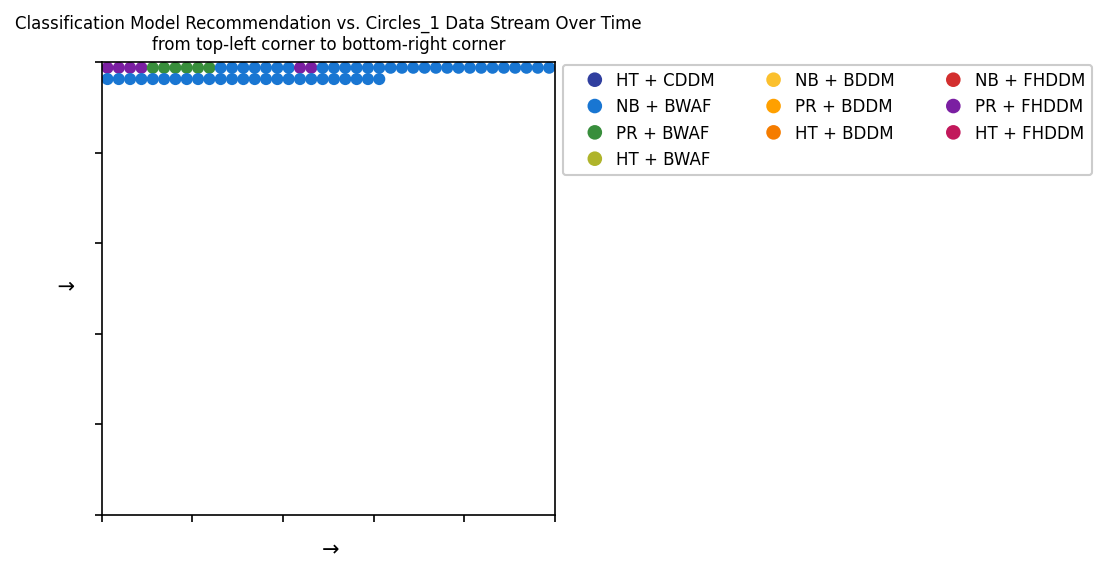 Classification Model Recommendation vs. Circles_1 Data Stream Over Time
from top-left corner to bottom-right corner
HT + CDDM
NB + BWAF
PR + BWAF
HT + BWAF
NB + BDDM
PR + BDDM
HT + BDDM
NB + FHDDM
PR + FHDDM
HT + FHDDM
→
→